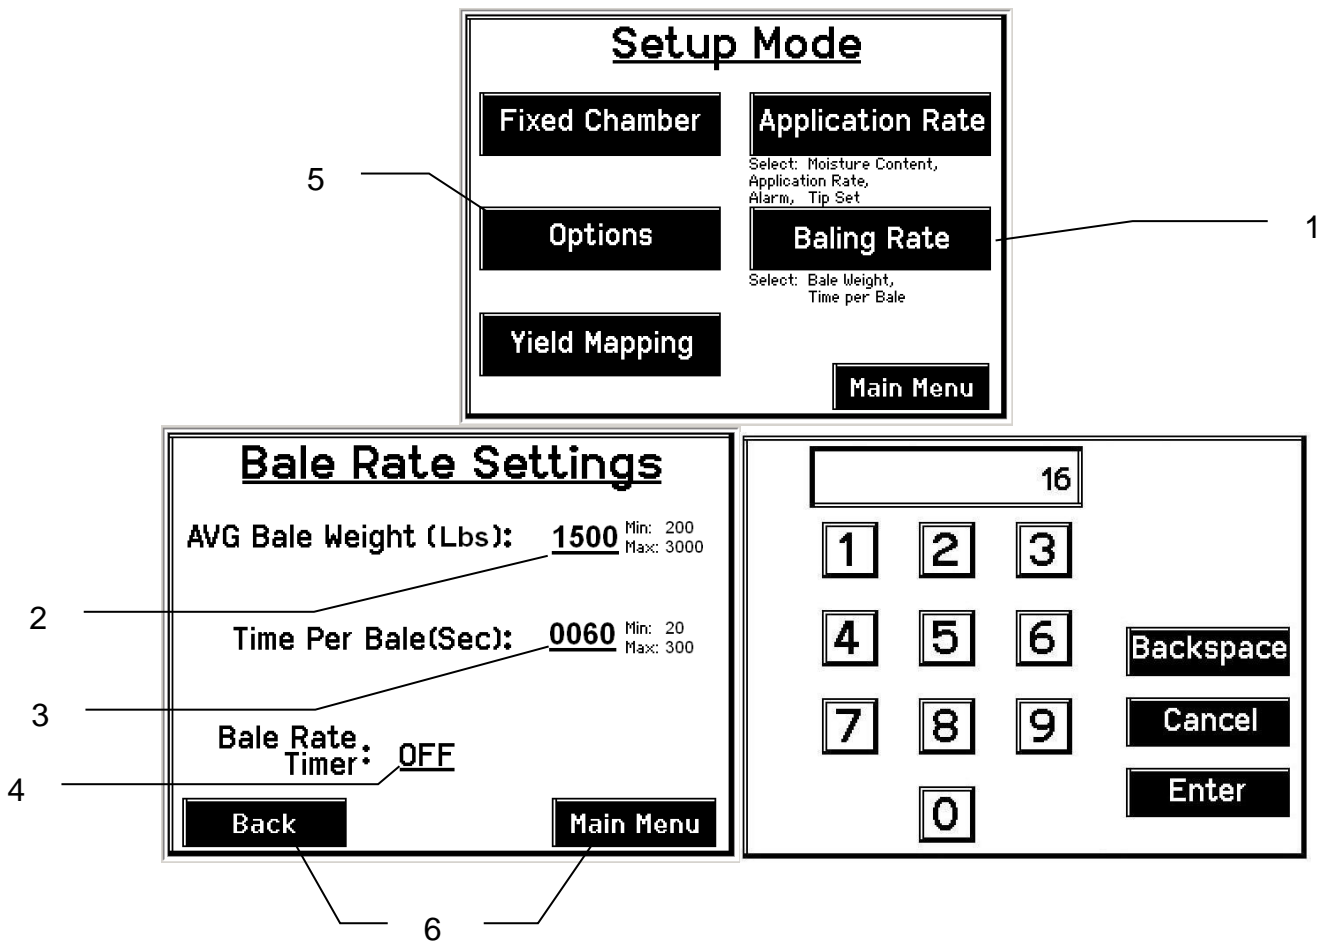 Setup Mode
Fixed Chamber
Application Rate
Select: Moisture Content,
Application Rate,
Alarm, Tip Set
5
Options
Baling Rate
1
Select: Bale Weight,
Time per Bale
Yield Mapping
Main Menu
Bale Rate Settings
AVG Bale Weight (Lbs): 1500 Min: 200
Max: 3000
2
Time Per Bale(Sec): 0060 Min: 20
Max: 300
3
Bale Rate
Timer: OFF
4
Back
Main Menu
6
16
1 2 3
4 5 6
Backspace
7 8 9
Cancel
Enter
0